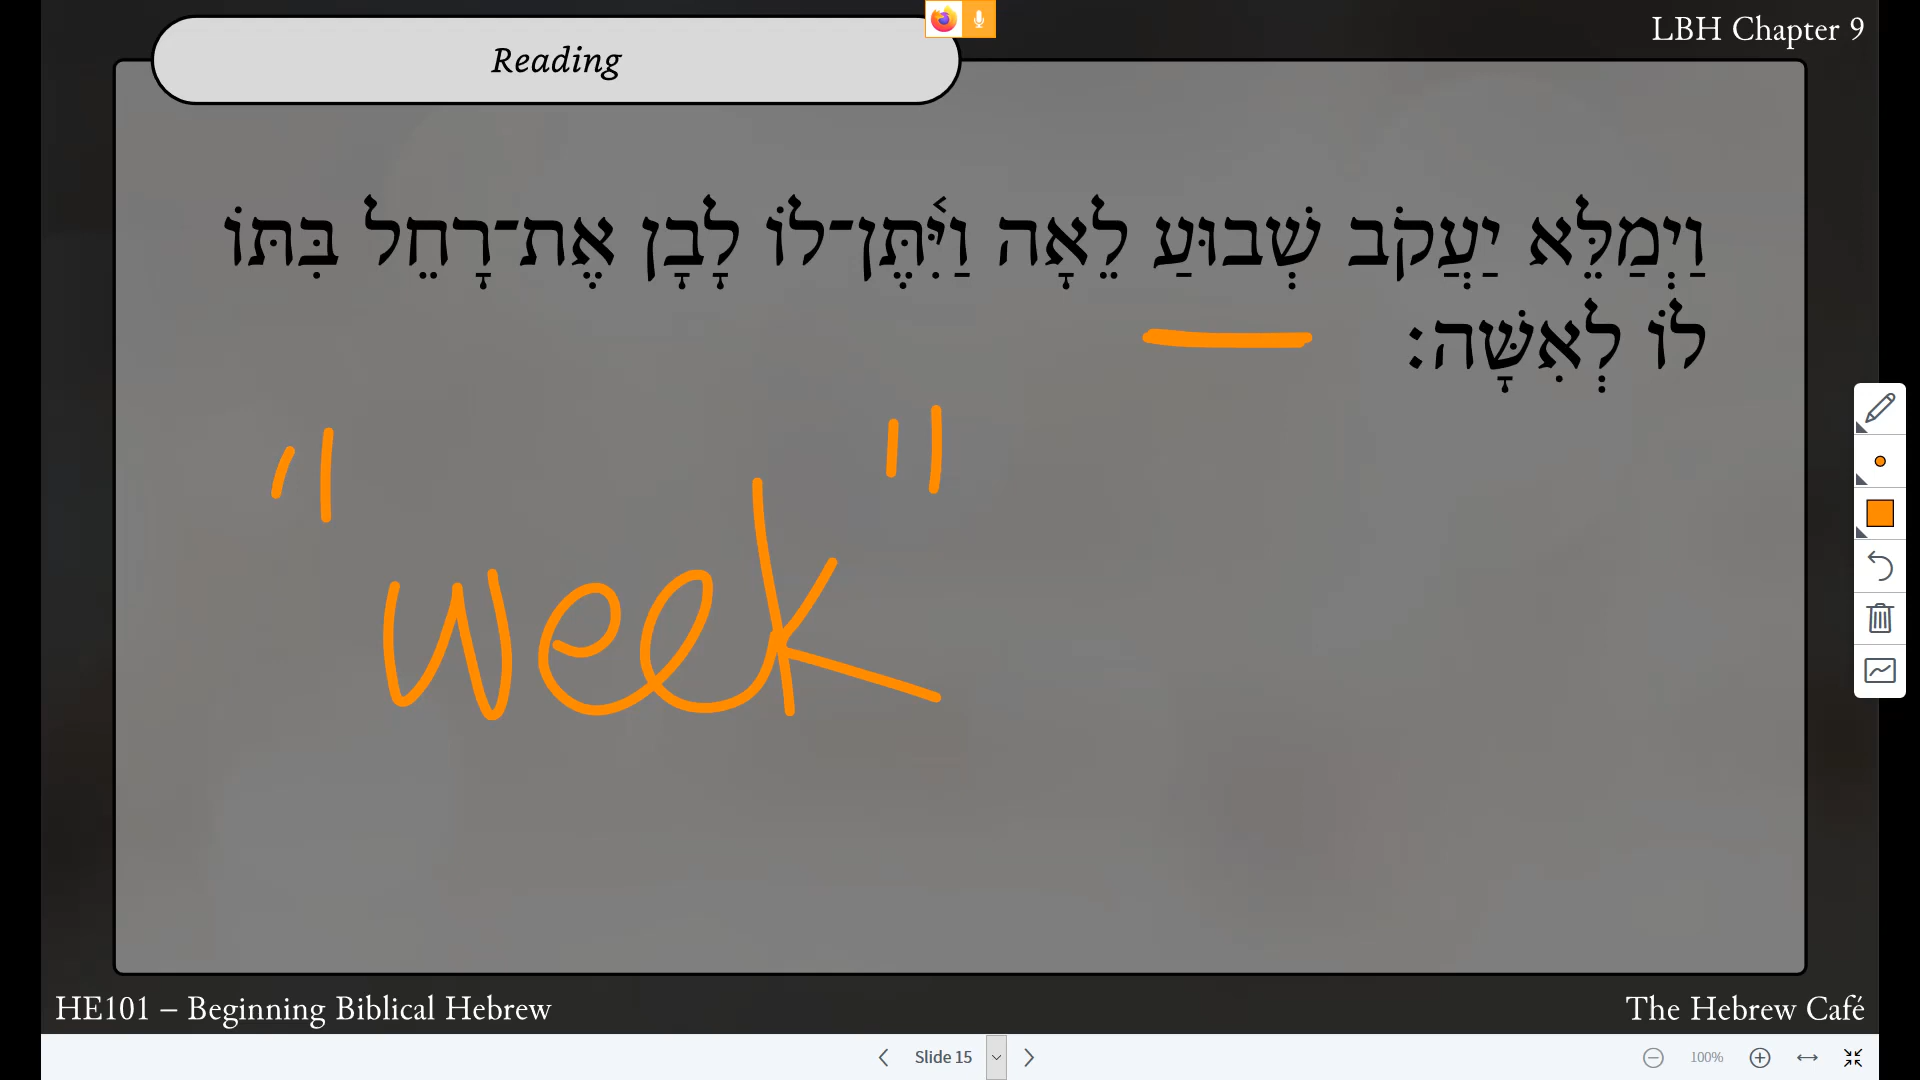 LBH Chapter 9
Reading
וַיְמַלֵּא יַעֲקֹב שְׁבוּעַ לֵאָה וַיִּ֫תֶּן־לוֹ לָבָן אֶת־רָחֵל בִּתּוֹ
לוֹ לְאִשָּׁה׃
"week"
HE101 – Beginning Biblical Hebrew
The Hebrew Café
Slide 15
100%